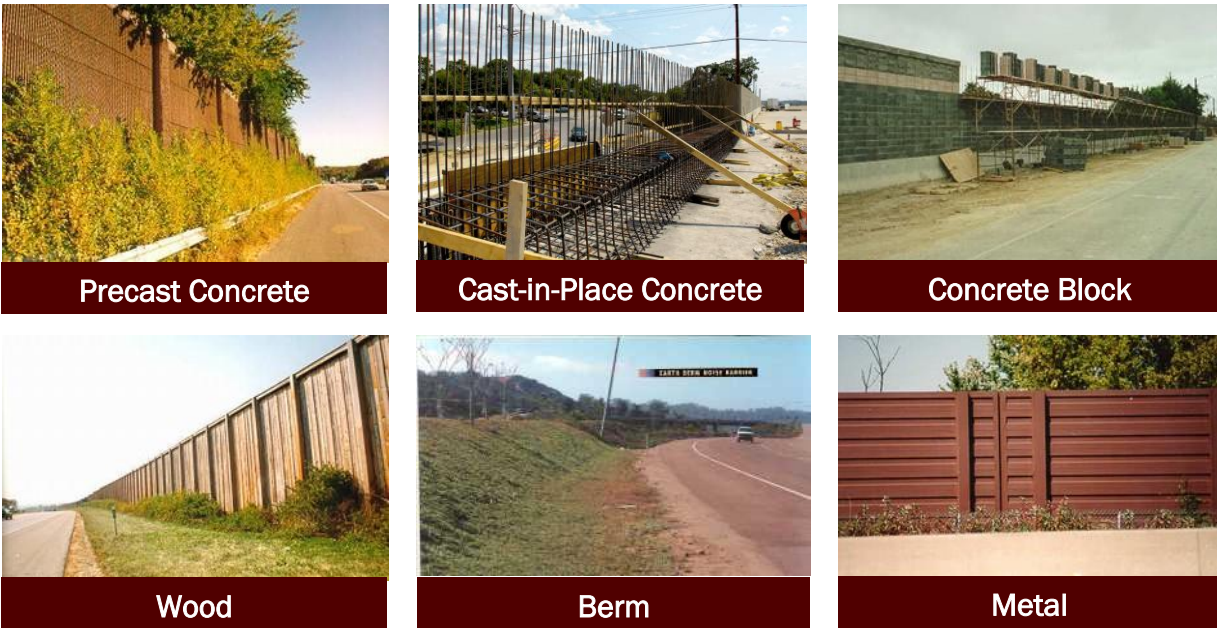 Precast Concrete
Cast-in-Place Concrete
Concrete Block
EARTH BERM NOISE BARRIER
Wood
Berm
Metal